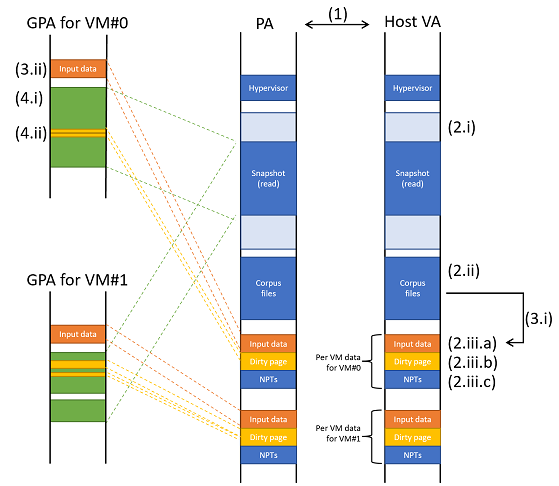 GPA for VM#0
PA
(1)
Host VA
(3.ii)
Input data
(4.i)
(4.ii)
Hypervisor
Hypervisor
(2.i)
Snapshot
(read)
Snapshot
(read)
GPA for VM#1
Corpus
files
Corpus
files
(2.ii)
(3.i)
Input data
Input data
Dirty page
NPTs
Per VM data
for VM#0
Input data
Dirty page
NPTs
(2.iii.a)
(2.iii.b)
(2.iii.c)
Input data
Dirty page
NPTs
Per VM data
for VM#1
Input data
Dirty page
NPTs